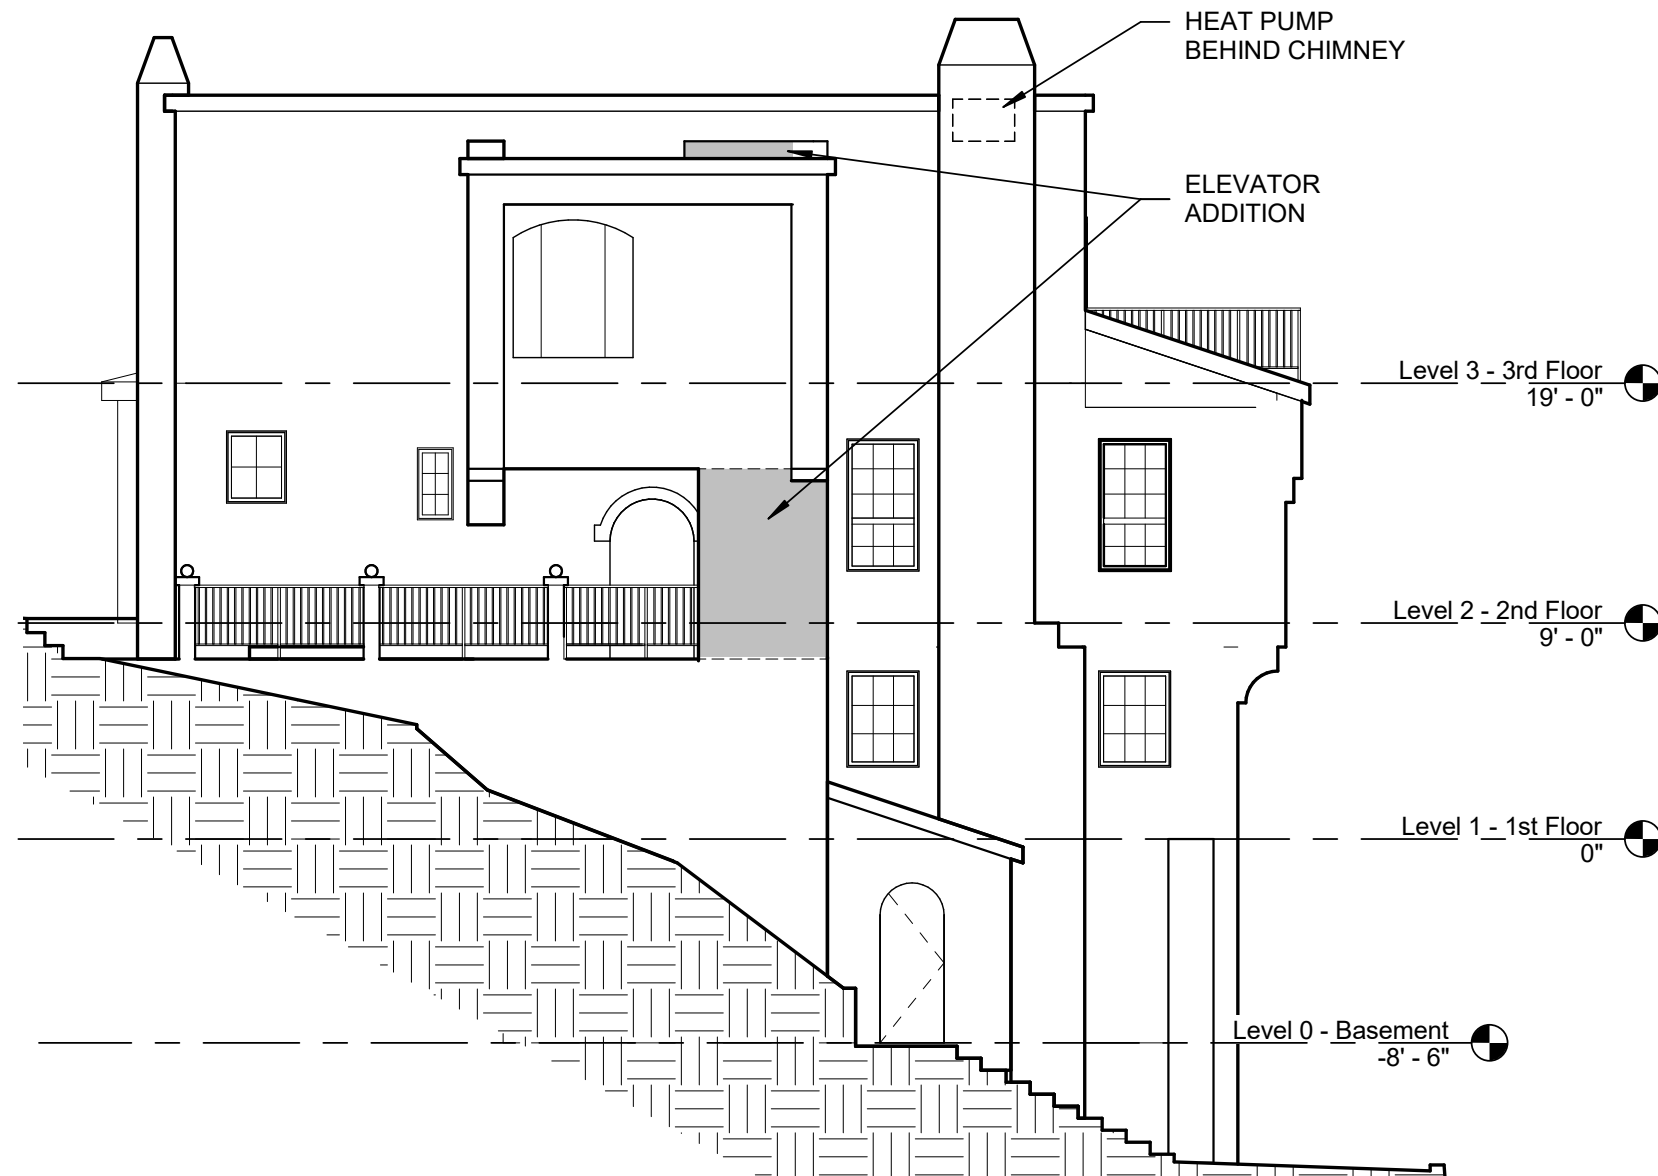 HEAT PUMP
BEHIND CHIMNEY
ELEVATOR
ADDITION
Level 3 - 3rd Floor
19' - 0"
Level 2 - 2nd Floor
9' - 0"
Level 1 - 1st Floor
0"
Level 0 - Basement
-8' - 6"